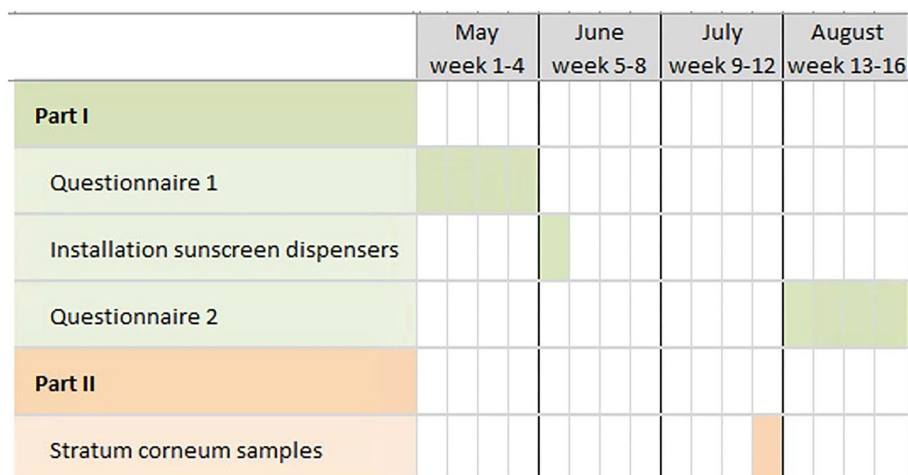 May June July August
week 1-4 week 5-8 week 9-12 week 13-16
Part I
Questionnaire 1
Installation sunscreen dispensers
Questionnaire 2
Part II
Stratum corneum samples